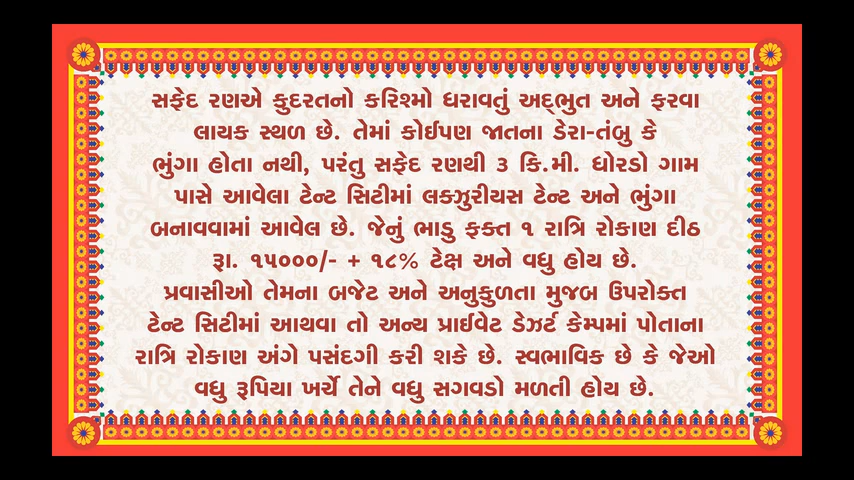 સફેદ રણએ કુદરતનો કરિશ્મો ધરાવતું અદ્ભુત અને ફરવા
લાયક સ્થળ છે. તેમાં કોઈપણ જાતના ડેરા-તંબુ કે
ભુંગા હોતા નથી, પરંતુ સફેદ રણથી ૩ કિ.મી. ધોરડો ગામ
પાસે આવેલા ટેન્ટ સિટીમાં લક્ઝુરીયસ ટેન્ટ અને ભુંગા
બનાવવામાં આવેલ છે. જેનું ભાડુ ફક્ત ૧ રાત્રિ રોકાણ દીઠ
રૂા. ૧૫૦૦૦/- + ૧૮% ટેક્ષ અને વધુ હોય છે.
પ્રવાસીઓ તેમના બજેટ અને અનુકુળતા મુજબ ઉપરોક્ત
ટેન્ટ સિટીમાં આથવા તો અન્ય પ્રાઈવેટ ડેઝર્ટ કેમ્પમાં પોતાના
રાત્રિ રોકાણ અંગે પસંદગી કરી શકે છે. સ્વભાવિક છે કે જેઓ
વધુ રૂપિયા ખર્ચે તેને વધુ સગવડો મળતી હોય છે.